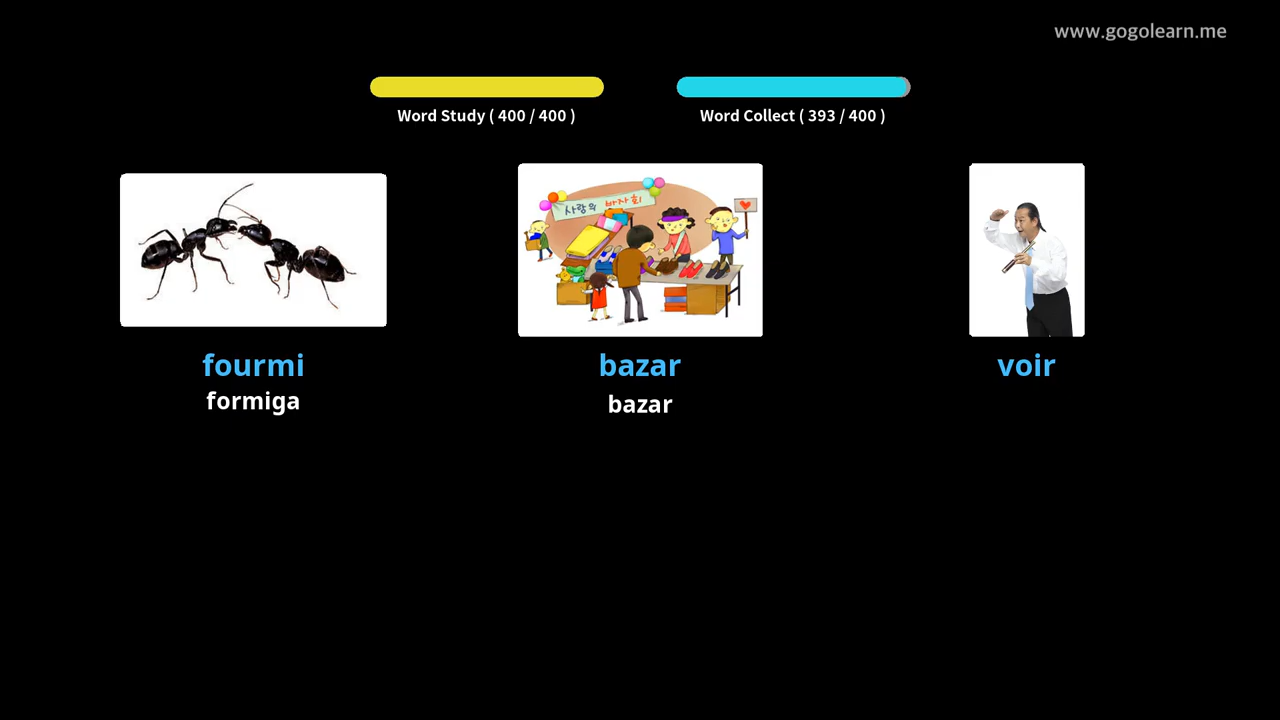 www.gogolearn.me
Word Study ( 400 / 400 )
Word Collect ( 393 / 400 )
사랑의 바자회
fourmi
bazar
voir
formiga
bazar